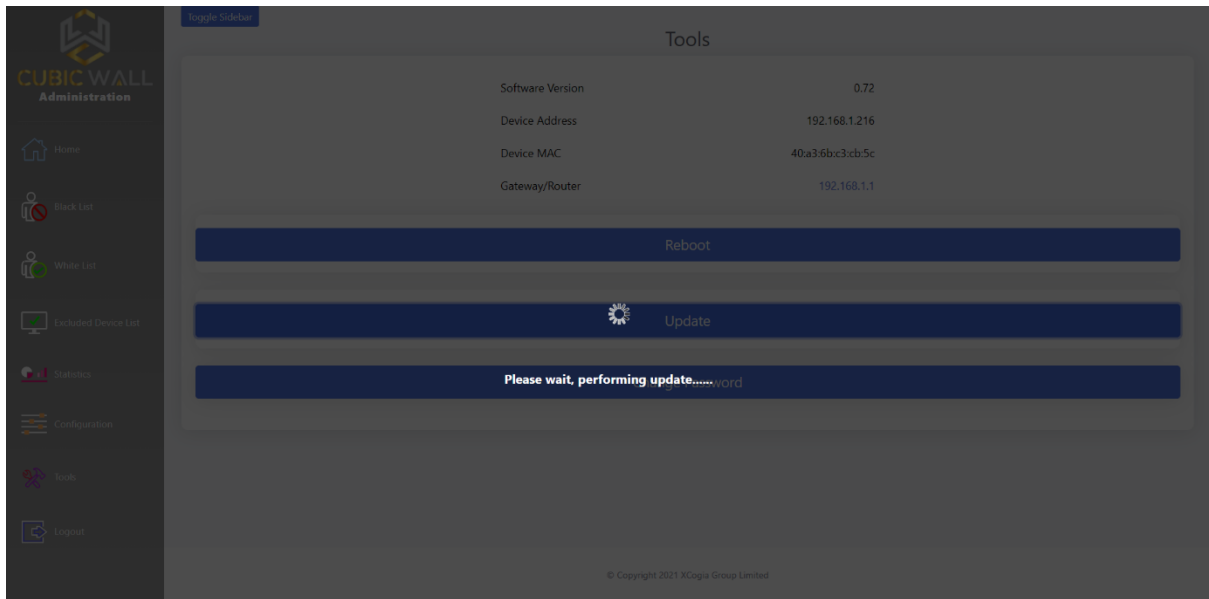 Toggle Sidebar
CUBIC WALL
Administration
Home
Black List
White List
Excluded Device List
Statistics
Configuration
Tools
Logout
Tools
Software Version 0.72
Device Address 192.168.1.216
Device MAC 40:a3:6b:c3:cb:5c
Gateway/Router 192.168.1.1
Reboot
Update
Please wait, performing update......
Change Password
© Copyright 2021 XCogia Group Limited